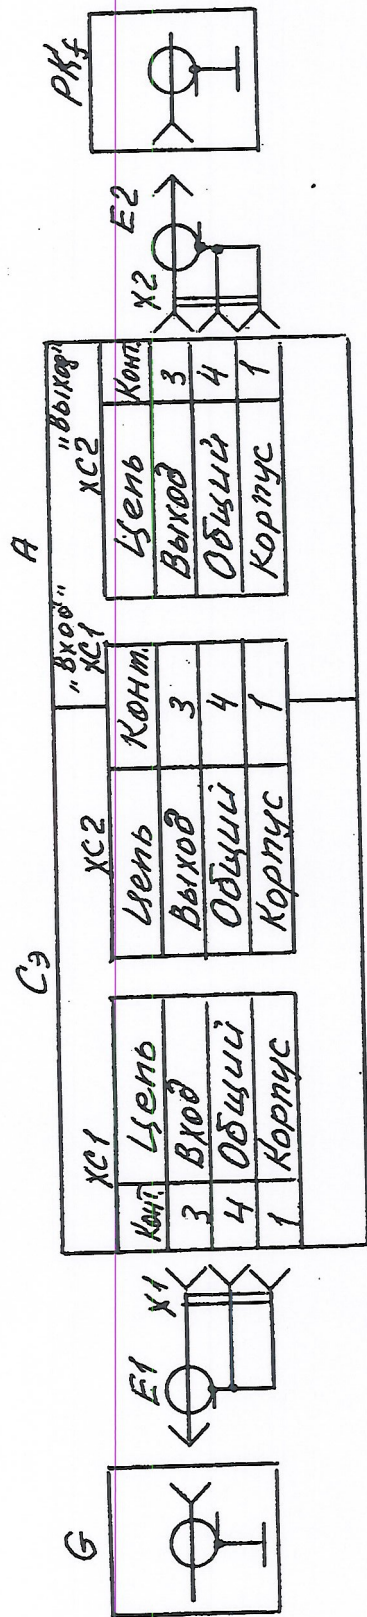 G
E1
X1
Сэ
XC1
Конт. Цепь
3 Вход
4 Общий
1 Корпус
XC2
Цепь Конт.
Выход 3
Общий 4
Корпус 1
A
„Вход"
XC1
„Выход"
XC2
Цепь Конт.
Выход 3
Общий 4
Корпус 1
X2
E2
РКf